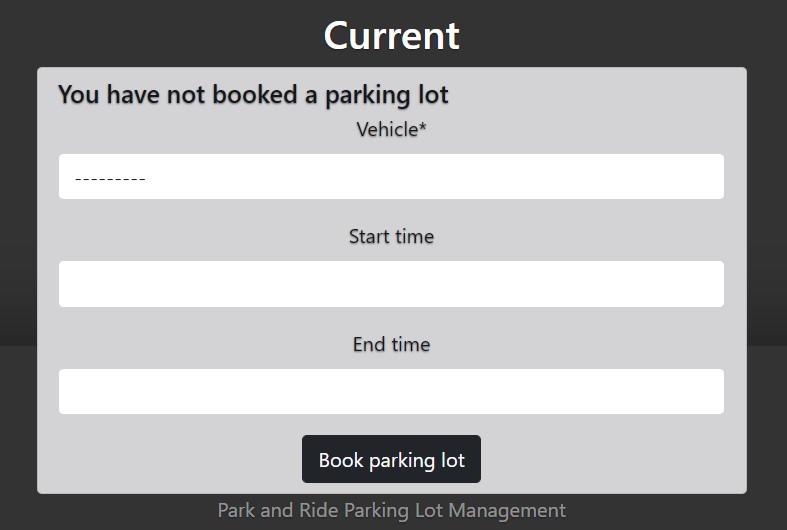 Current
You have not booked a parking lot
Vehicle*
---------
Start time
End time
Book parking lot
Park and Ride Parking Lot Management